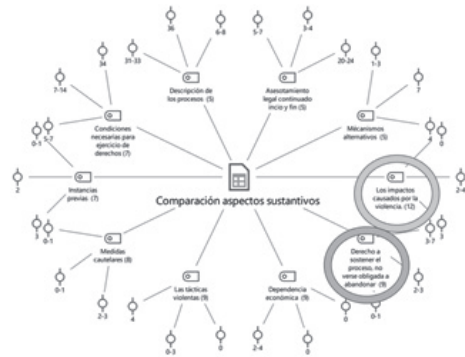 36
6-8
5-7
3-4
31-33
20-24
34
1-3
7-14
7
Descripción de
los procesos (5)
Asesotamiento
legal continuado
incio y fin (5)
Condiciones
necesarias para
ejercicio de
derechos (7)
Mécanismos
alternativos (5)
0-1
5-7
4
0
2
Instancias
previas (7)
Comparación aspectos sustantivos
Los impactos
causados por la
violencia. (12)
2-4
3
0-1
Medidas
cautelares (8)
Las tácticas
violentas (9)
Dependencia
económica (9)
Derecho a
sostener el
proceso, no
verse obligada a
abandonar (9)
3-7
3
0-1
2-3
4
0-3
0
2-4
0
0-1
2-3